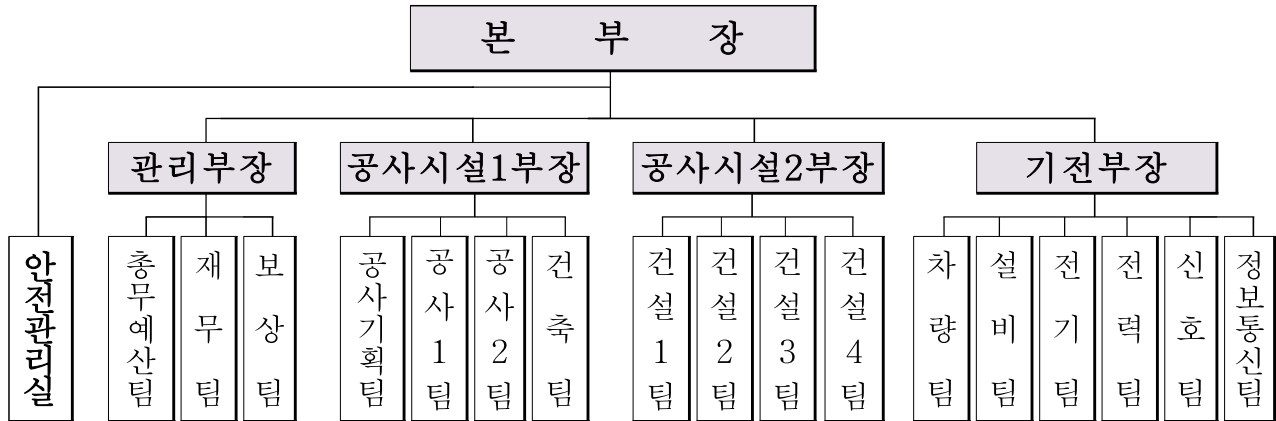 본 부 장
관리부장
공사시설1부장
공사시설2부장
기전부장
안전관리실
총무예산팀
재무팀
보상팀
공사기획팀
공사1팀
공사2팀
건축팀
건설1팀
건설2팀
건설3팀
건설4팀
차량팀
설비팀
전기팀
전력팀
신호팀
정보통신팀